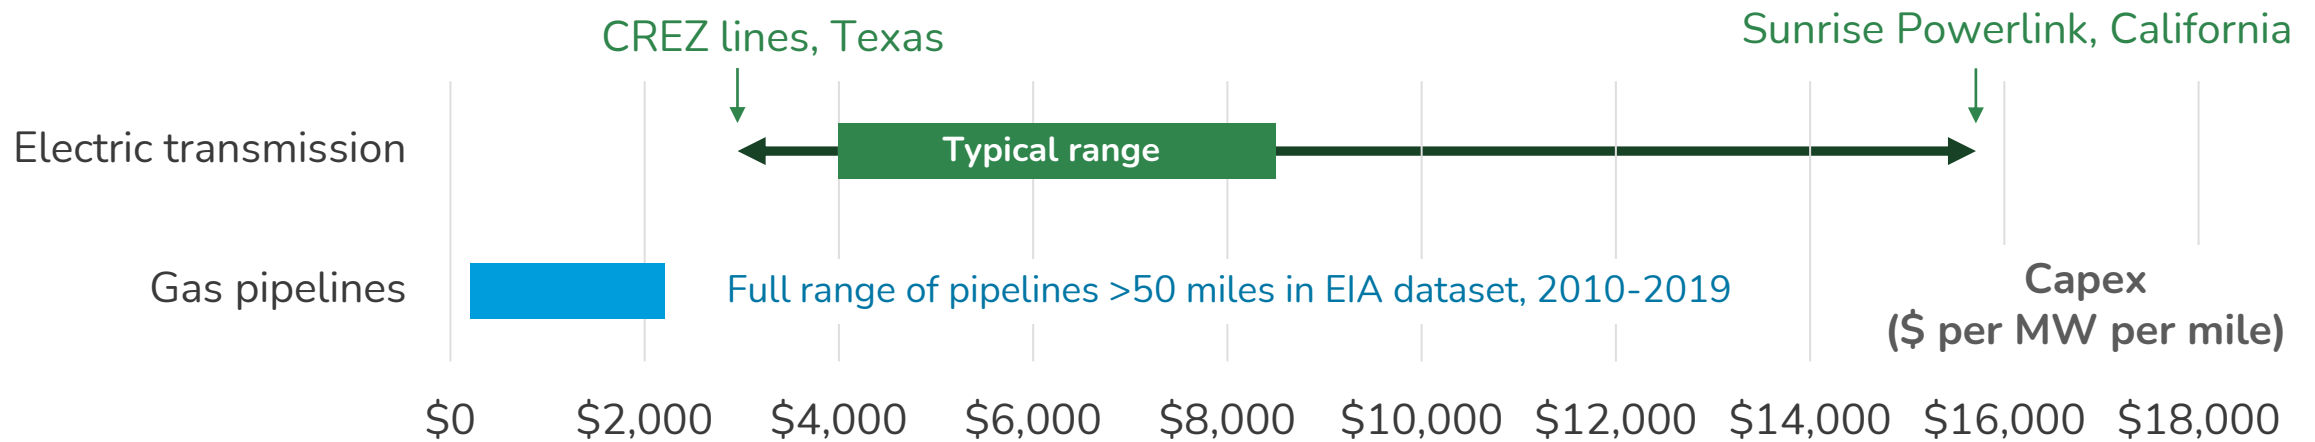 CREZ lines, Texas
Sunrise Powerlink, California
Electric transmission
Typical range
Gas pipelines
Full range of pipelines >50 miles in EIA dataset, 2010-2019
Capex
($ per MW per mile)
$0 $2,000 $4,000 $6,000 $8,000 $10,000 $12,000 $14,000 $16,000 $18,000